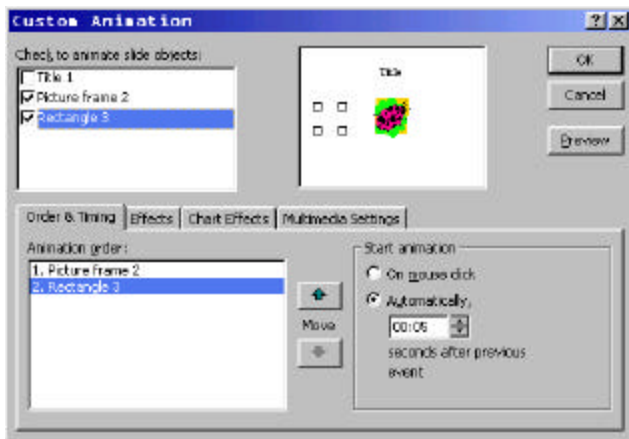 Custom Animation
Check to animate slide objects:
Title 1
Picture frame 2
Rectangle 3
Title
OK
Cancel
Preview
Order & Timing
Effects
Chart Effects
Multimedia Settings
Animation order:
1. Picture frame 2
2. Rectangle 3
Move
Start animation
On mouse click
Automatically,
00:05
seconds after previous
event